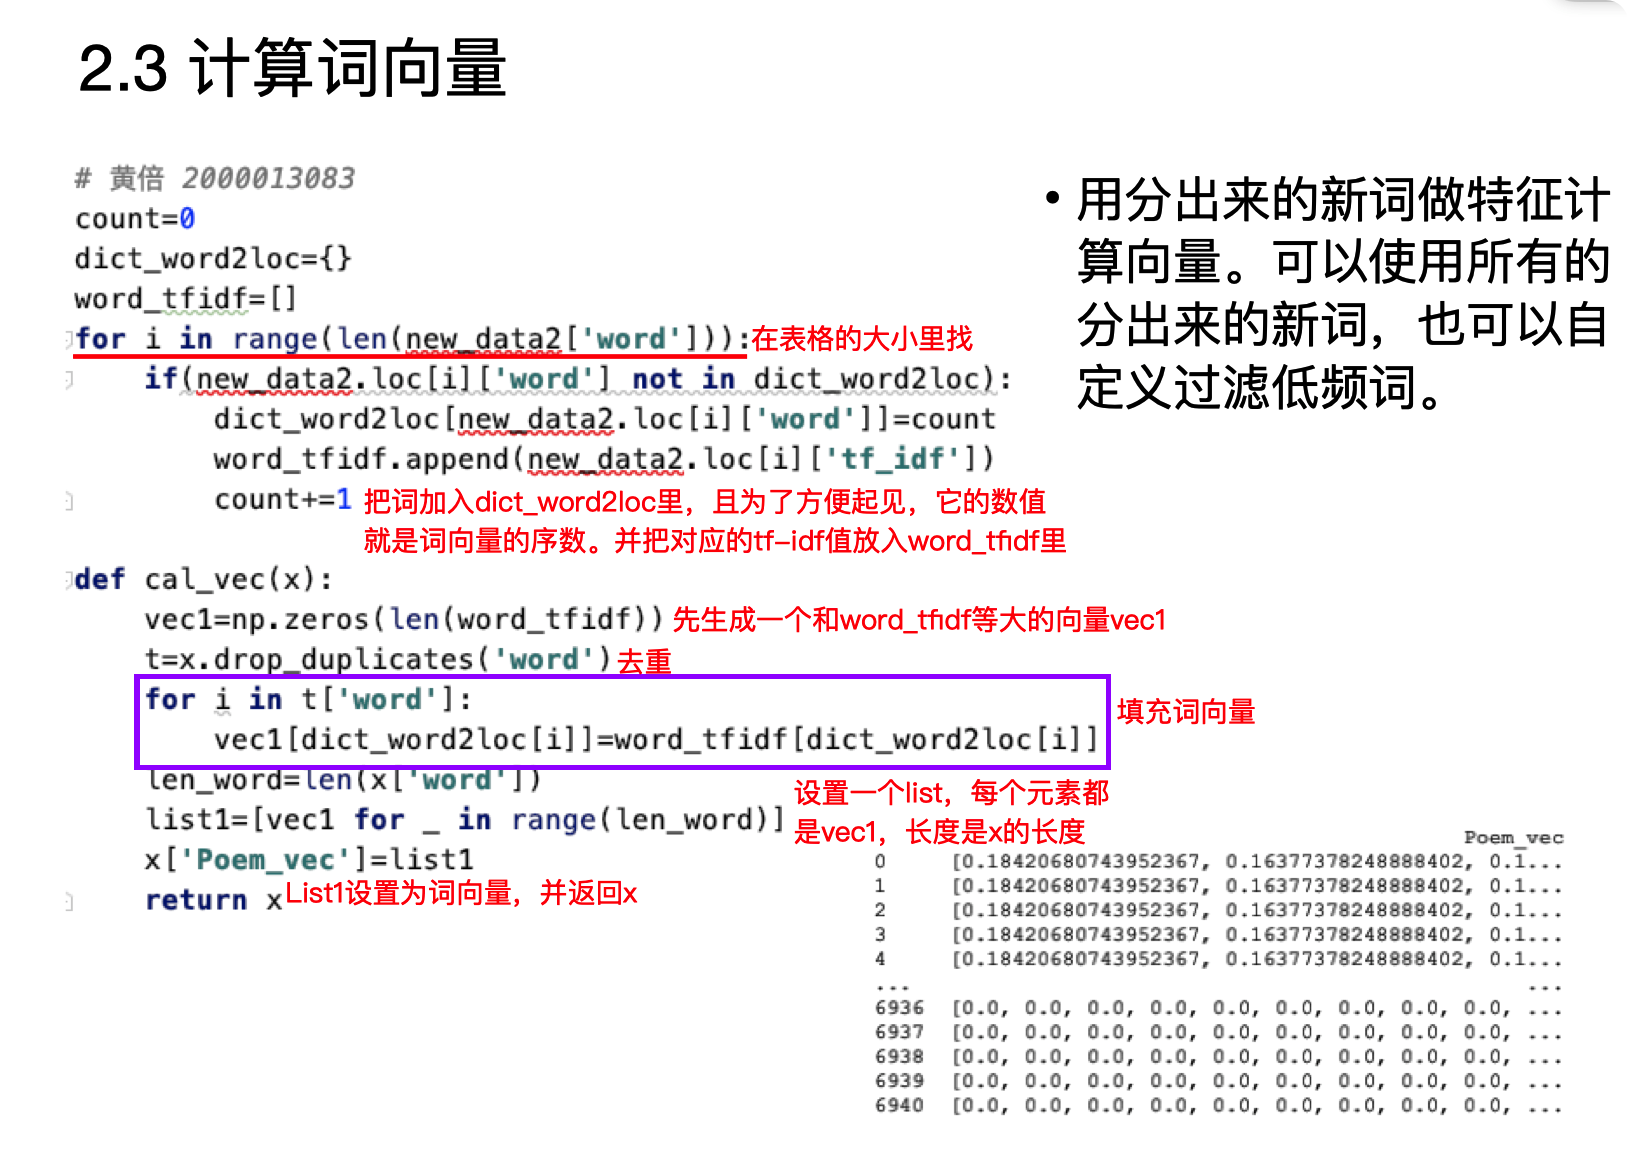 2.3 计算词向量
# 黄倍 2000013083
count=0
dict_word2loc={}
word_tfidf=[]
for i in range(len(new_data2['word'])):在表格的大小里找
if(new_data2.loc[i]['word'] not in dict_word2loc):
dict_word2loc[new_data2.loc[i]['word']]=count
word_tfidf.append(new_data2.loc[i]['tf_idf'])
count+=1 把词加入dict_word2loc里，且为了方便起见，它的数值
就是词向量的序数。并把对应的tf-idf值放入word_tfidf里
def cal_vec(x):
vec1=np.zeros(len(word_tfidf)) 先生成一个和word_tfidf等大的向量vec1
t=x.drop_duplicates('word') 去重
for i in t['word']:
vec1[dict_word2loc[i]]=word_tfidf[dict_word2loc[i]]
填充词向量
len_word=len(x['word'])
list1=[vec1 for _ in range(len_word)]
设置一个list，每个元素都
是vec1，长度是x的长度
x['Poem_vec']=list1
return x List1设置为词向量，并返回x
• 用分出来的新词做特征计
算向量。可以使用所有的
分出来的新词，也可以自
定义过滤低频词。
Poem_vec
0 [0.18420680743952367, 0.16377378248888402, 0.1...
1 [0.18420680743952367, 0.16377378248888402, 0.1...
2 [0.18420680743952367, 0.16377378248888402, 0.1...
3 [0.18420680743952367, 0.16377378248888402, 0.1...
4 [0.18420680743952367, 0.16377378248888402, 0.1...
... ...
6936 [0.0, 0.0, 0.0, 0.0, 0.0, 0.0, 0.0, 0.0, 0.0, ...
6937 [0.0, 0.0, 0.0, 0.0, 0.0, 0.0, 0.0, 0.0, 0.0, ...
6938 [0.0, 0.0, 0.0, 0.0, 0.0, 0.0, 0.0, 0.0, 0.0, ...
6939 [0.0, 0.0, 0.0, 0.0, 0.0, 0.0, 0.0, 0.0, 0.0, ...
6940 [0.0, 0.0, 0.0, 0.0, 0.0, 0.0, 0.0, 0.0, 0.0, ...